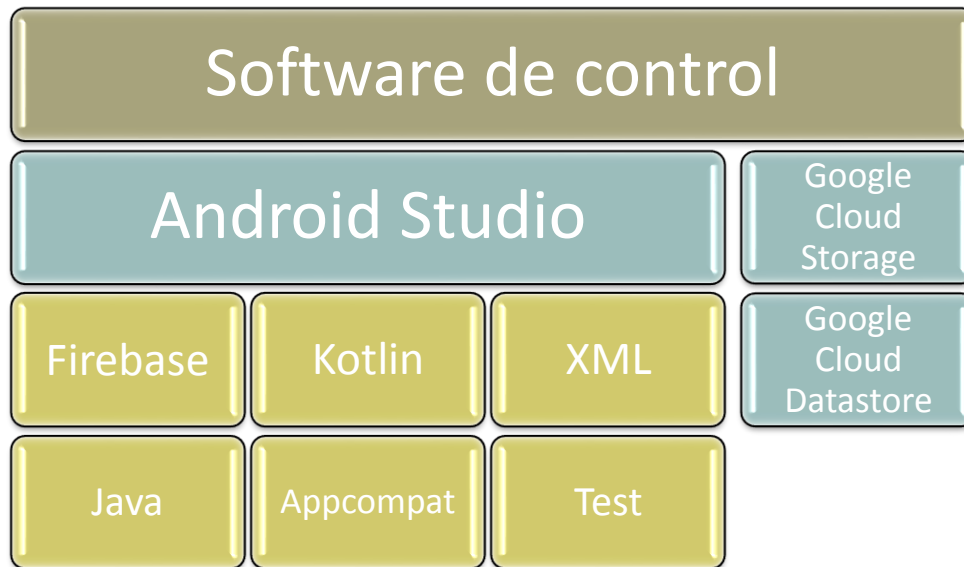 Software de control
Android Studio
Google
Cloud
Storage
Firebase
Kotlin
XML
Google
Cloud
Datastore
Java
Appcompat
Test